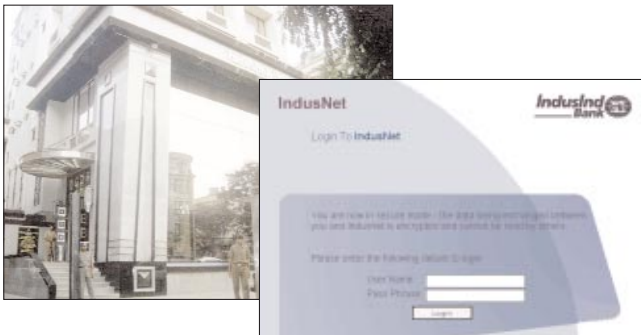 IndusNet
IndusInd
Bank
Login To IndusNet
You are now in secure mode - the data being exchanged between
you and IndusNet is encrypted and cannot be read by others
Please enter the following details to login
User Name
Pass Phrase
Login